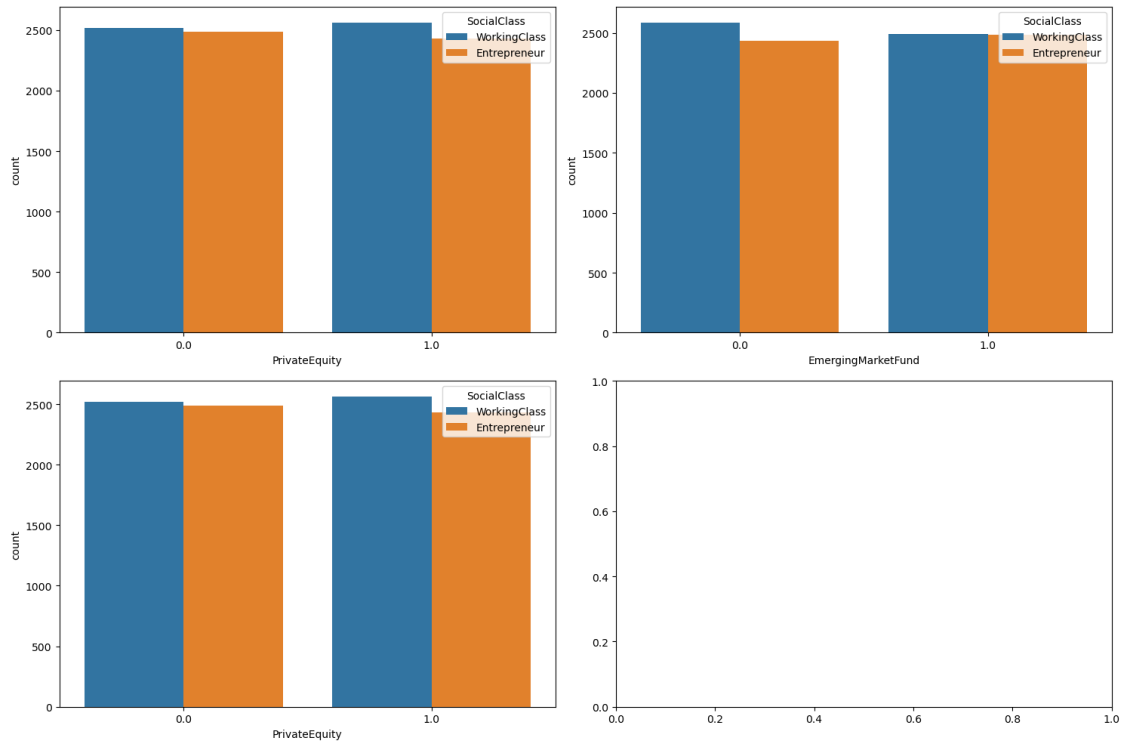 2500
2000
1500
1000
500
0
count
SocialClass
WorkingClass
Entrepreneur
0.0
1.0
PrivateEquity
2500
2000
1500
1000
500
0
count
SocialClass
WorkingClass
Entrepreneur
0.0
1.0
EmergingMarketFund
2500
2000
1500
1000
500
0
count
SocialClass
WorkingClass
Entrepreneur
0.0
1.0
PrivateEquity
1.0
0.8
0.6
0.4
0.2
0.0
0.0 0.2 0.4 0.6 0.8 1.0